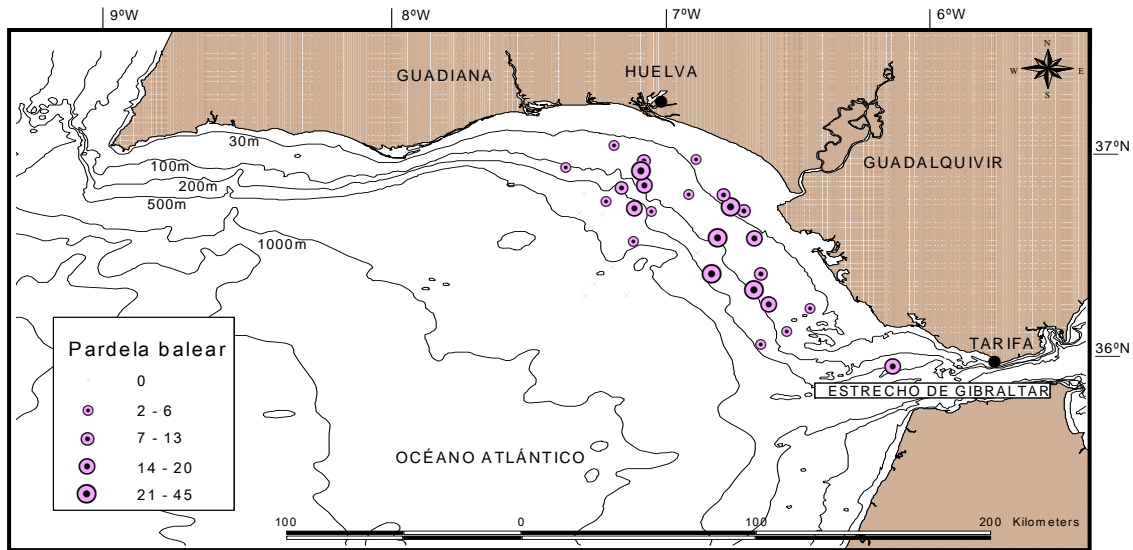 9ºW 8ºW 7ºW 6ºW
N
W E
S
GUADIANA HUELVA
30m
37ºN
100m
GUADALQUIVIR
200m
500m
1000m
Pardela balear
TARIFA
36ºN
0
ESTRECHO DE GIBRALTAR
2 - 6
7 - 13
OCÉANO ATLÁNTICO
14 - 20
21 - 45
100 0 100 200 Kilometers